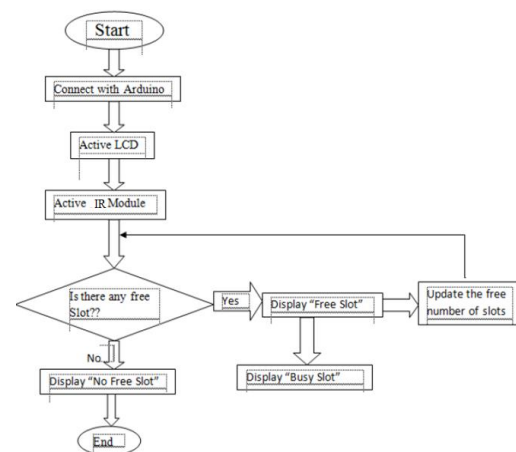 Start
Connect with Arduino
Active LCD
Active IR Module
Is there any free
Slot??
Yes
Display “Free Slot”
Update the free
number of slots
No
Display “Busy Slot”
Display “No Free Slot”
End